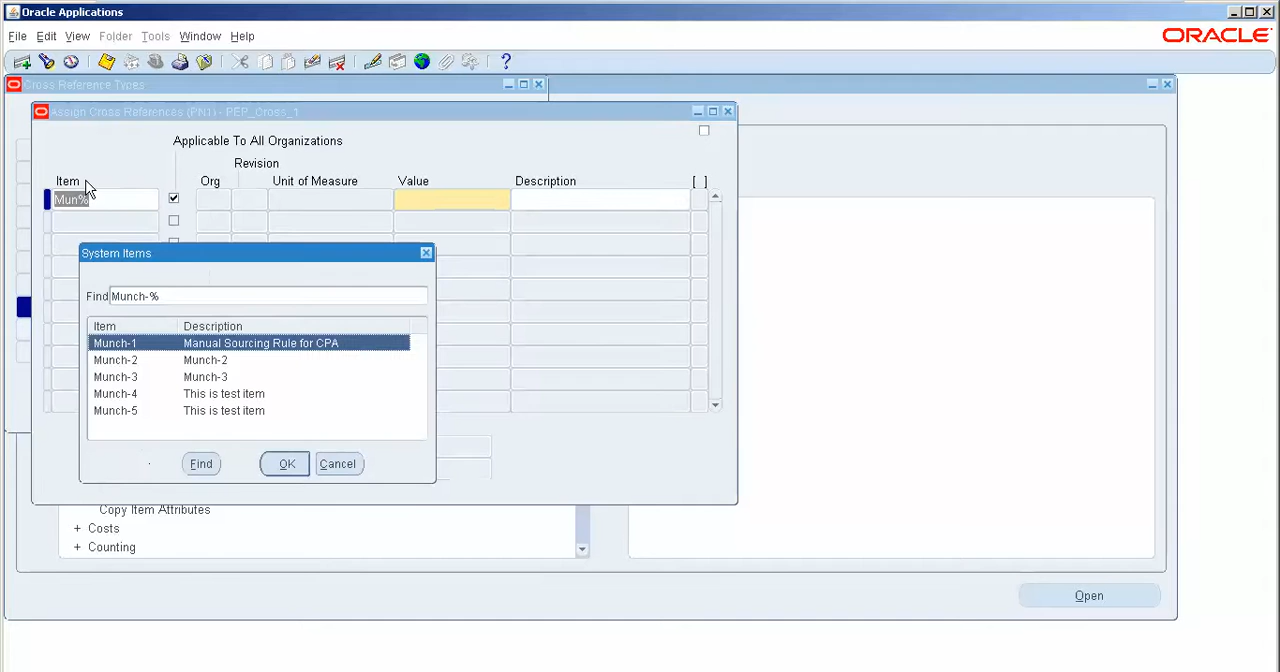 Oracle Applications
File Edit View Folder Tools Window Help
ORACLE
Cross Reference Types
Assign Cross References (PN1) - PEP_Cross_1
Applicable To All Organizations
Revision
Item Org Unit of Measure Value Description [ ]
Mun%
System Items
Find Munch-%
Item Description
Munch-1 Manual Sourcing Rule for CPA
Munch-2 Munch-2
Munch-3 Munch-3
Munch-4 This is test item
Munch-5 This is test item
Find OK Cancel
Copy Item Attributes
+ Costs
+ Counting
Open